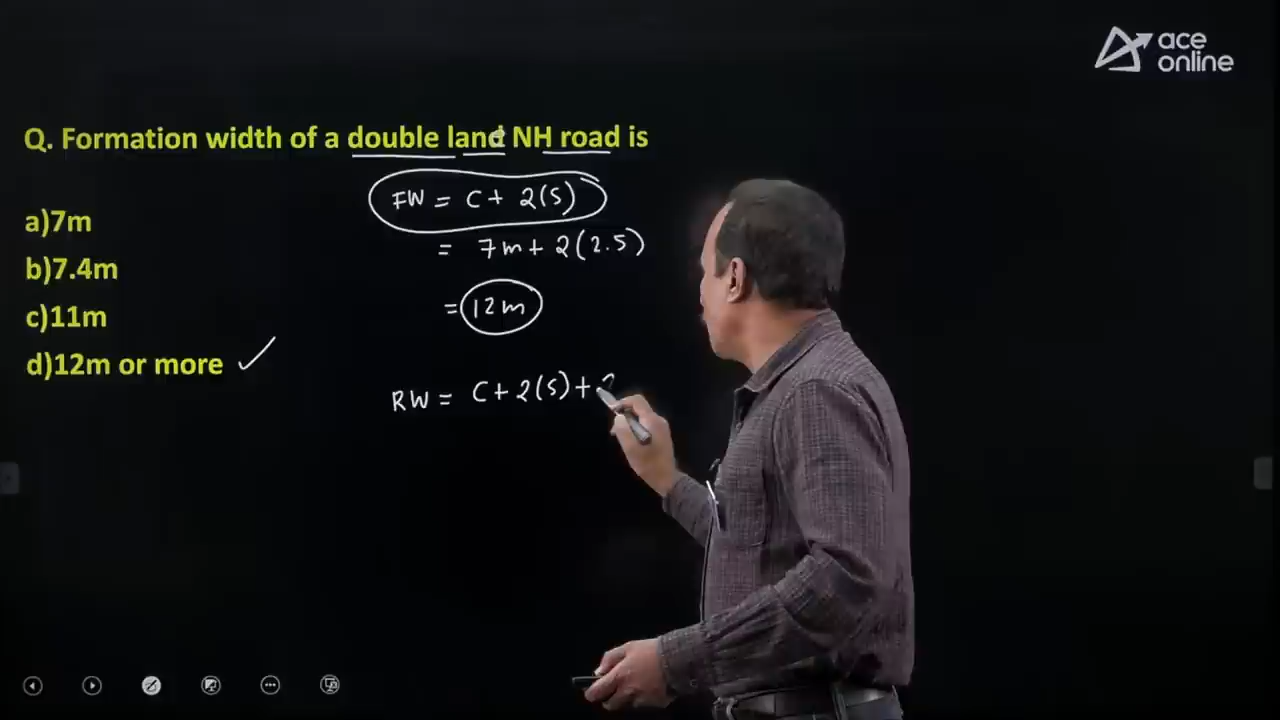 ace
online
Q. Formation width of a double land NH road is
FW = C + 2(S)
a)7m
= 7m + 2(2.5)
b)7.4m
= 12m
c)11m
d)12m or more
RW = C + 2(S) + 2